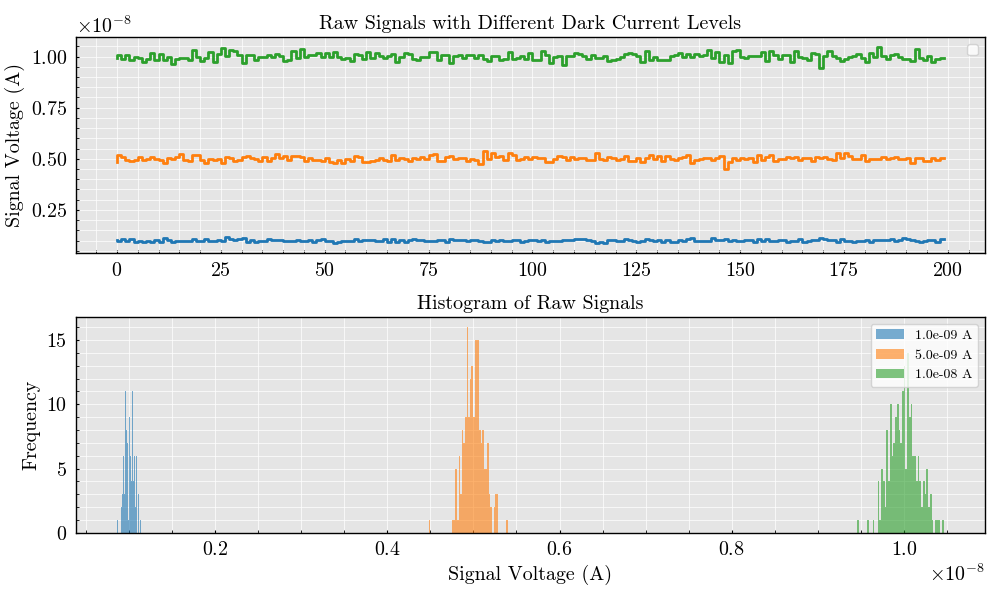 ×10⁻⁸
Raw Signals with Different Dark Current Levels
Signal Voltage (A)
1.00
0.75
0.50
0.25
0 25 50 75 100 125 150 175 200
Histogram of Raw Signals
Frequency
15
10
5
0
1.0e-09 A
5.0e-09 A
1.0e-08 A
0.2 0.4 0.6 0.8 1.0
Signal Voltage (A)
×10⁻⁸